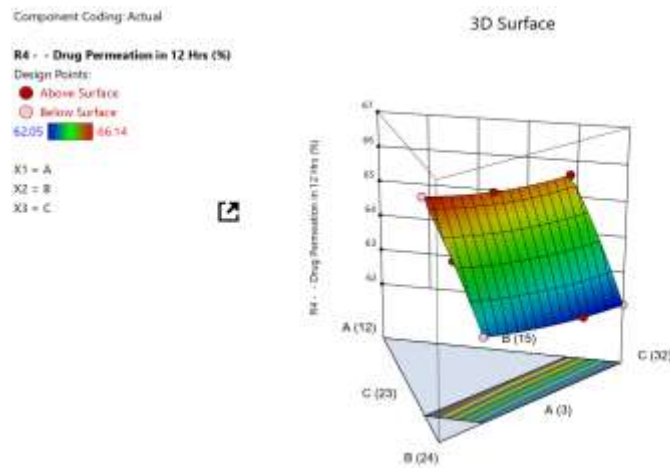 Component Coding: Actual
R4 - - Drug Permeation in 12 Hrs (%)
Design Points:
Above Surface
Below Surface
62.05 66.14
X1 = A
X2 = B
X3 = C
3D Surface
R4 - - Drug Permeation in 12 Hrs (%)
67
66
65
64
63
62
A (12)
B (15)
C (32)
C (23)
A (3)
B (24)